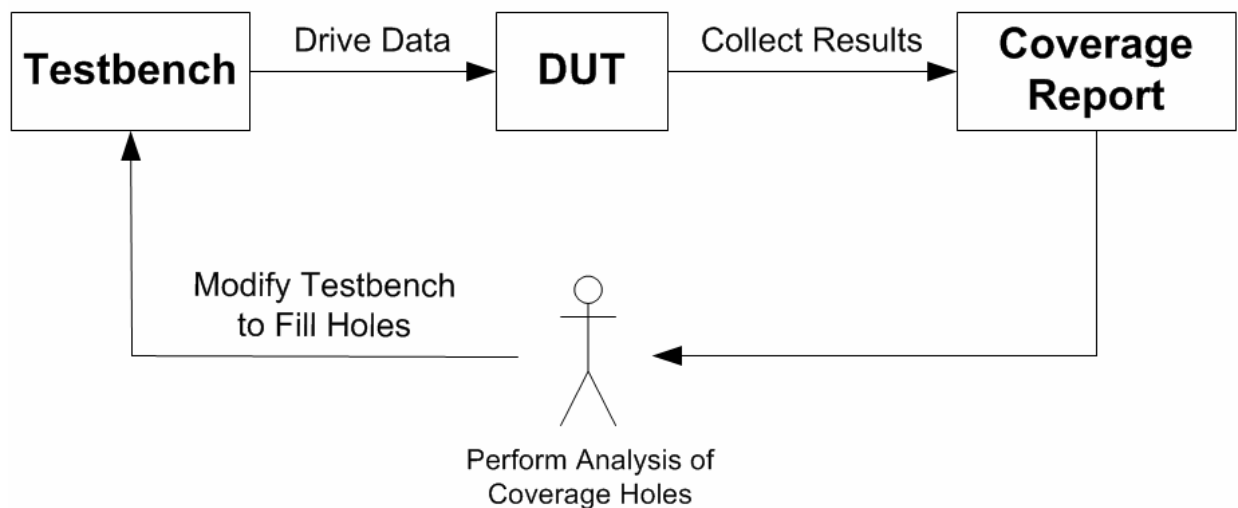 Testbench
Drive Data
DUT
Collect Results
Coverage
Report
Modify Testbench
to Fill Holes
Perform Analysis of
Coverage Holes